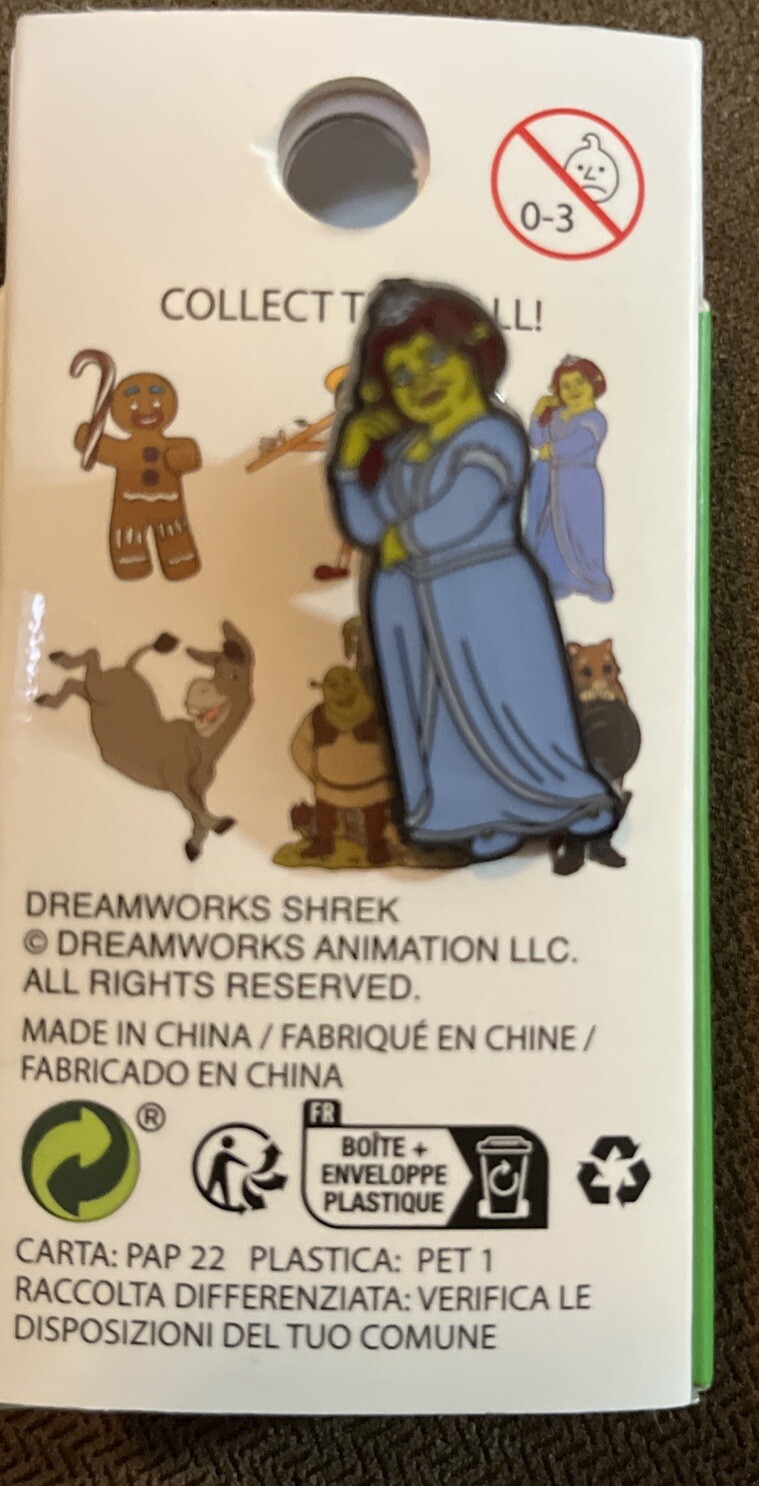 0-3
COLLECT T LL!
DREAMWORKS SHREK
© DREAMWORKS ANIMATION LLC.
ALL RIGHTS RESERVED.
MADE IN CHINA / FABRIQUÉ EN CHINE /
FABRICADO EN CHINA
®
FR
BOÎTE +
ENVELOPPE
PLASTIQUE
CARTA: PAP 22 PLASTICA: PET 1
RACCOLTA DIFFERENZIATA: VERIFICA LE
DISPOSIZIONI DEL TUO COMUNE